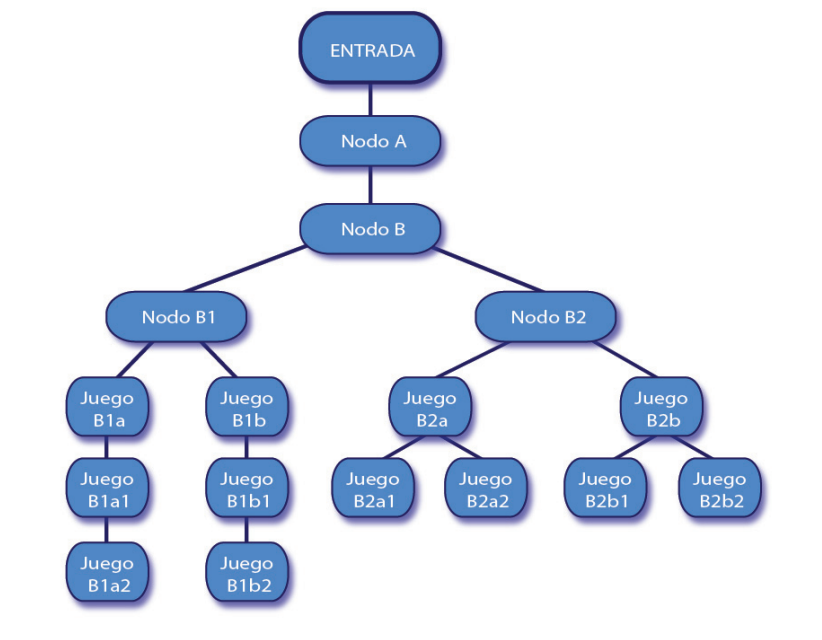 ENTRADA
Nodo A
Nodo B
Nodo B1
Nodo B2
Juego
B1a
Juego
B1b
Juego
B2a
Juego
B2b
Juego
B1a1
Juego
B1b1
Juego
B2a1
Juego
B2a2
Juego
B2b1
Juego
B2b2
Juego
B1a2
Juego
B1b2